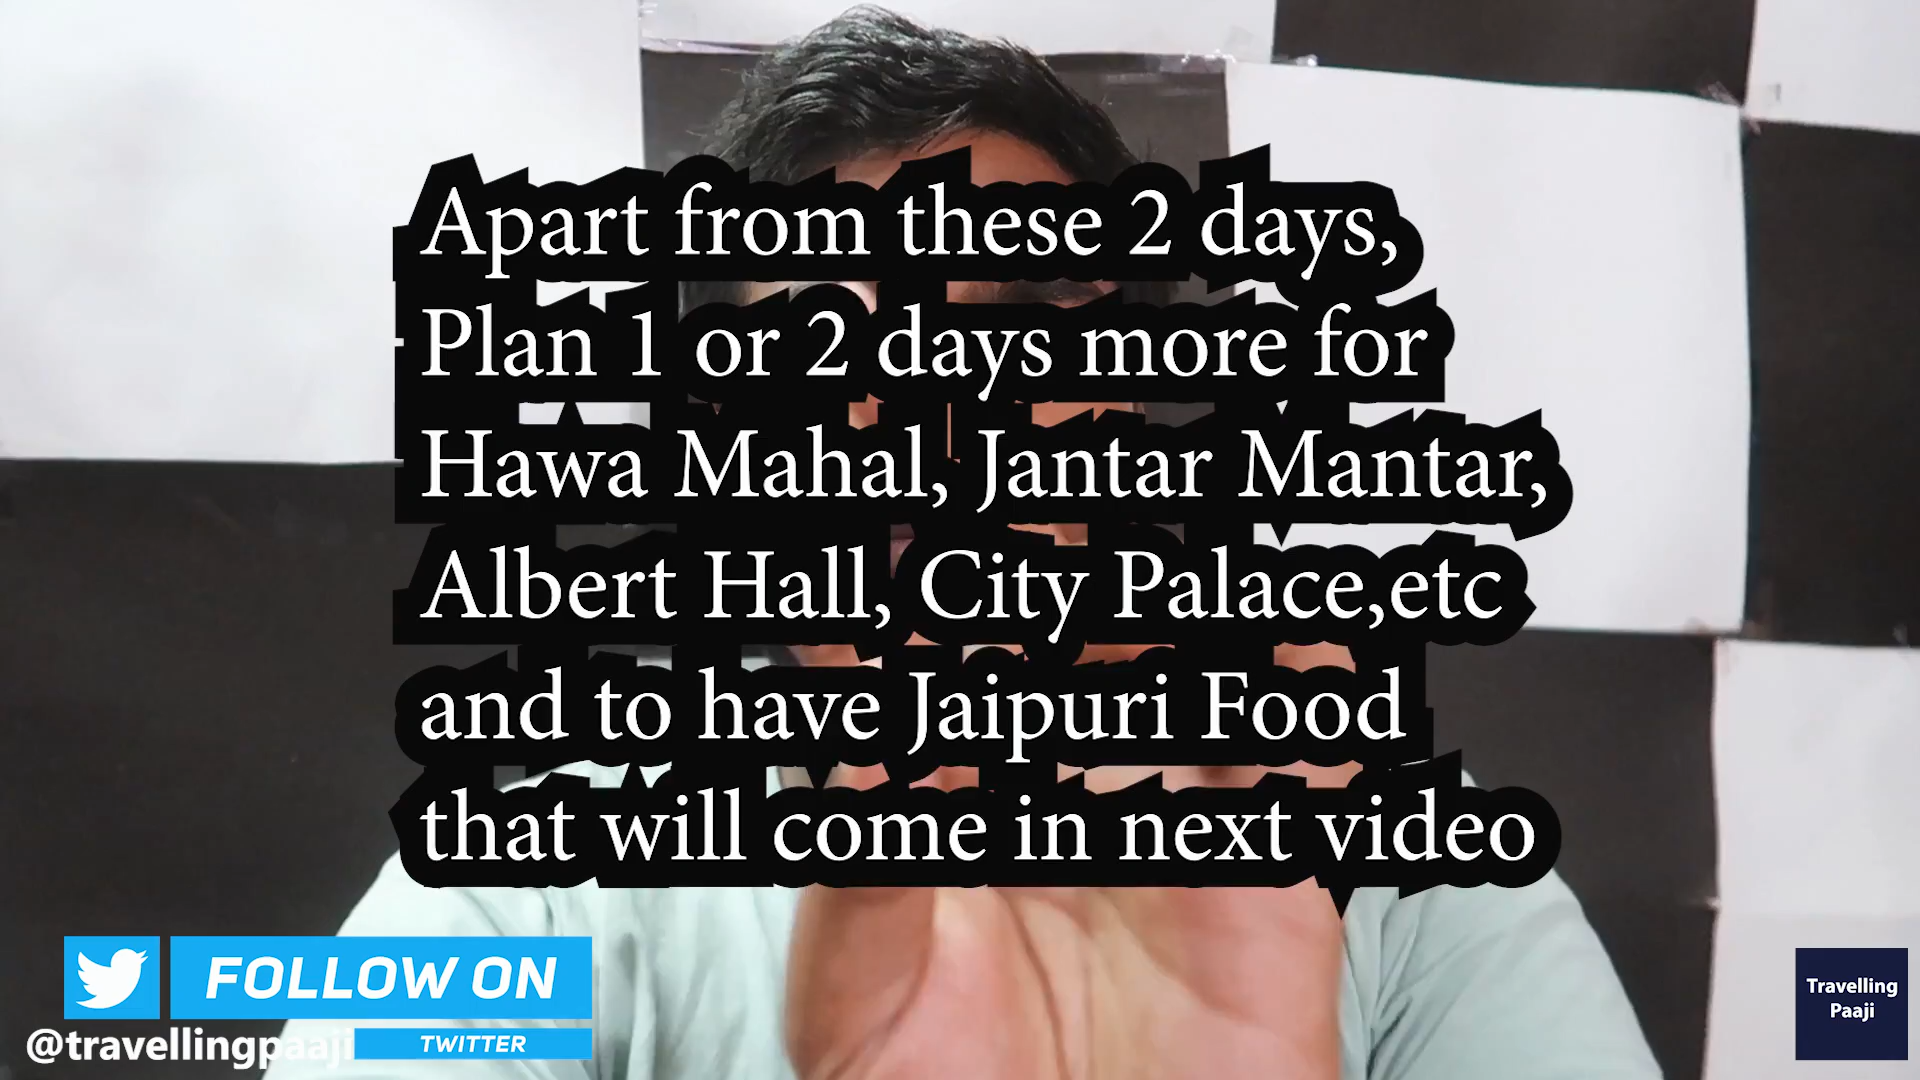 Apart from these 2 days,
Plan 1 or 2 days more for
Hawa Mahal, Jantar Mantar,
Albert Hall, City Palace,etc
and to have Jaipuri Food
that will come in next video
FOLLOW ON
@travellingpaaji
TWITTER
Travelling
Paaji